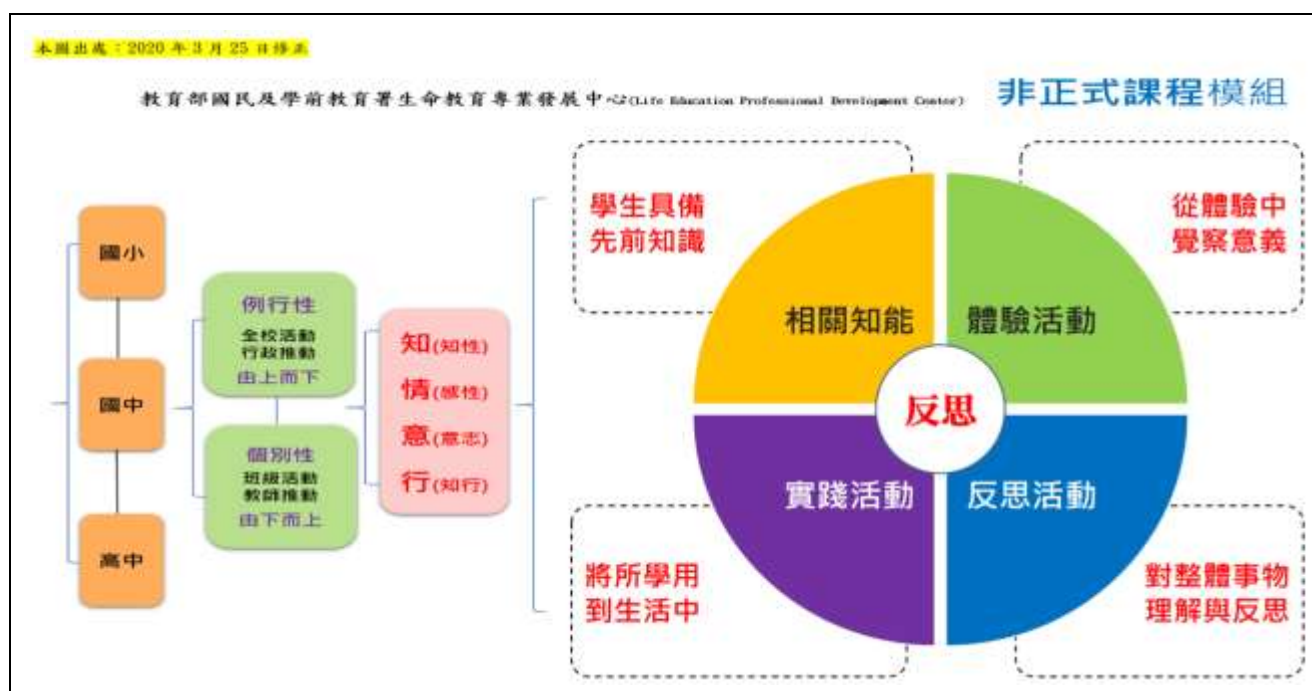 本圖出處：2020 年 3 月 25 日修正
教育部國民及學前教育署生命教育專業發展中心(Life Education Professional Development Center)
非正式課程模組
國小
國中
高中
例行性
全校活動
行政推動
由上而下
個別性
班級活動
教師推動
由下而上
知(知性)
情(感性)
意(意志)
行(知行)
學生具備
先前知識
從體驗中
覺察意義
相關知能
體驗活動
反思
實踐活動
反思活動
將所學用
到生活中
對整體事物
理解與反思